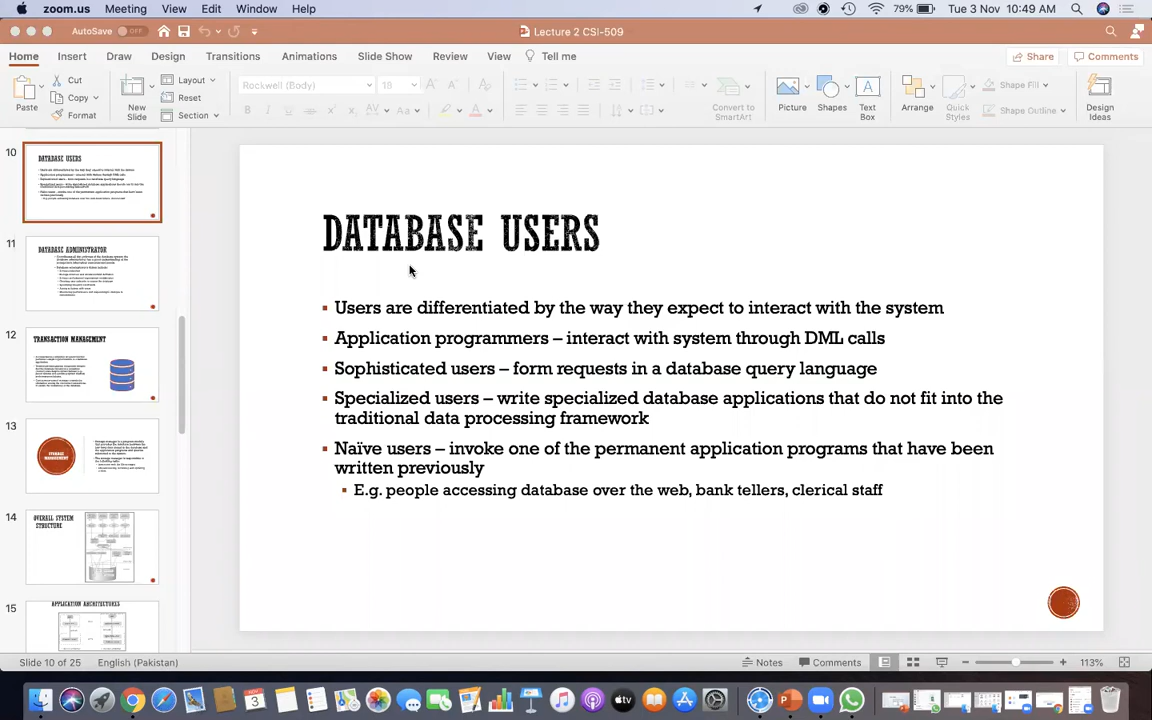 zoom.us Meeting View Edit Window Help 79% Tue 3 Nov 10:49 AM
AutoSave OFF Lecture 2 CSI-509
Home Insert Draw Design Transitions Animations Slide Show Review View Tell me Share Comments
Paste Cut Copy Format New Slide Layout Reset Section Rockwell (Body) 18 Convert to SmartArt Picture Shapes Text Box Arrange Quick Styles Shape Fill Shape Outline Design Ideas
10
DATABASE USERS
11
DATABASE ADMINISTRATOR
12
TRANSACTION MANAGEMENT
13
STORAGE MANAGEMENT
14
OVERALL SYSTEM STRUCTURE
15
APPLICATION ARCHITECTURES
DATABASE USERS
▪ Users are differentiated by the way they expect to interact with the system
▪ Application programmers – interact with system through DML calls
▪ Sophisticated users – form requests in a database query language
▪ Specialized users – write specialized database applications that do not fit into the
traditional data processing framework
▪ Naïve users – invoke one of the permanent application programs that have been
written previously
▪ E.g. people accessing database over the web, bank tellers, clerical staff
Slide 10 of 25 English (Pakistan) Notes Comments 113%
NOV
3
tv